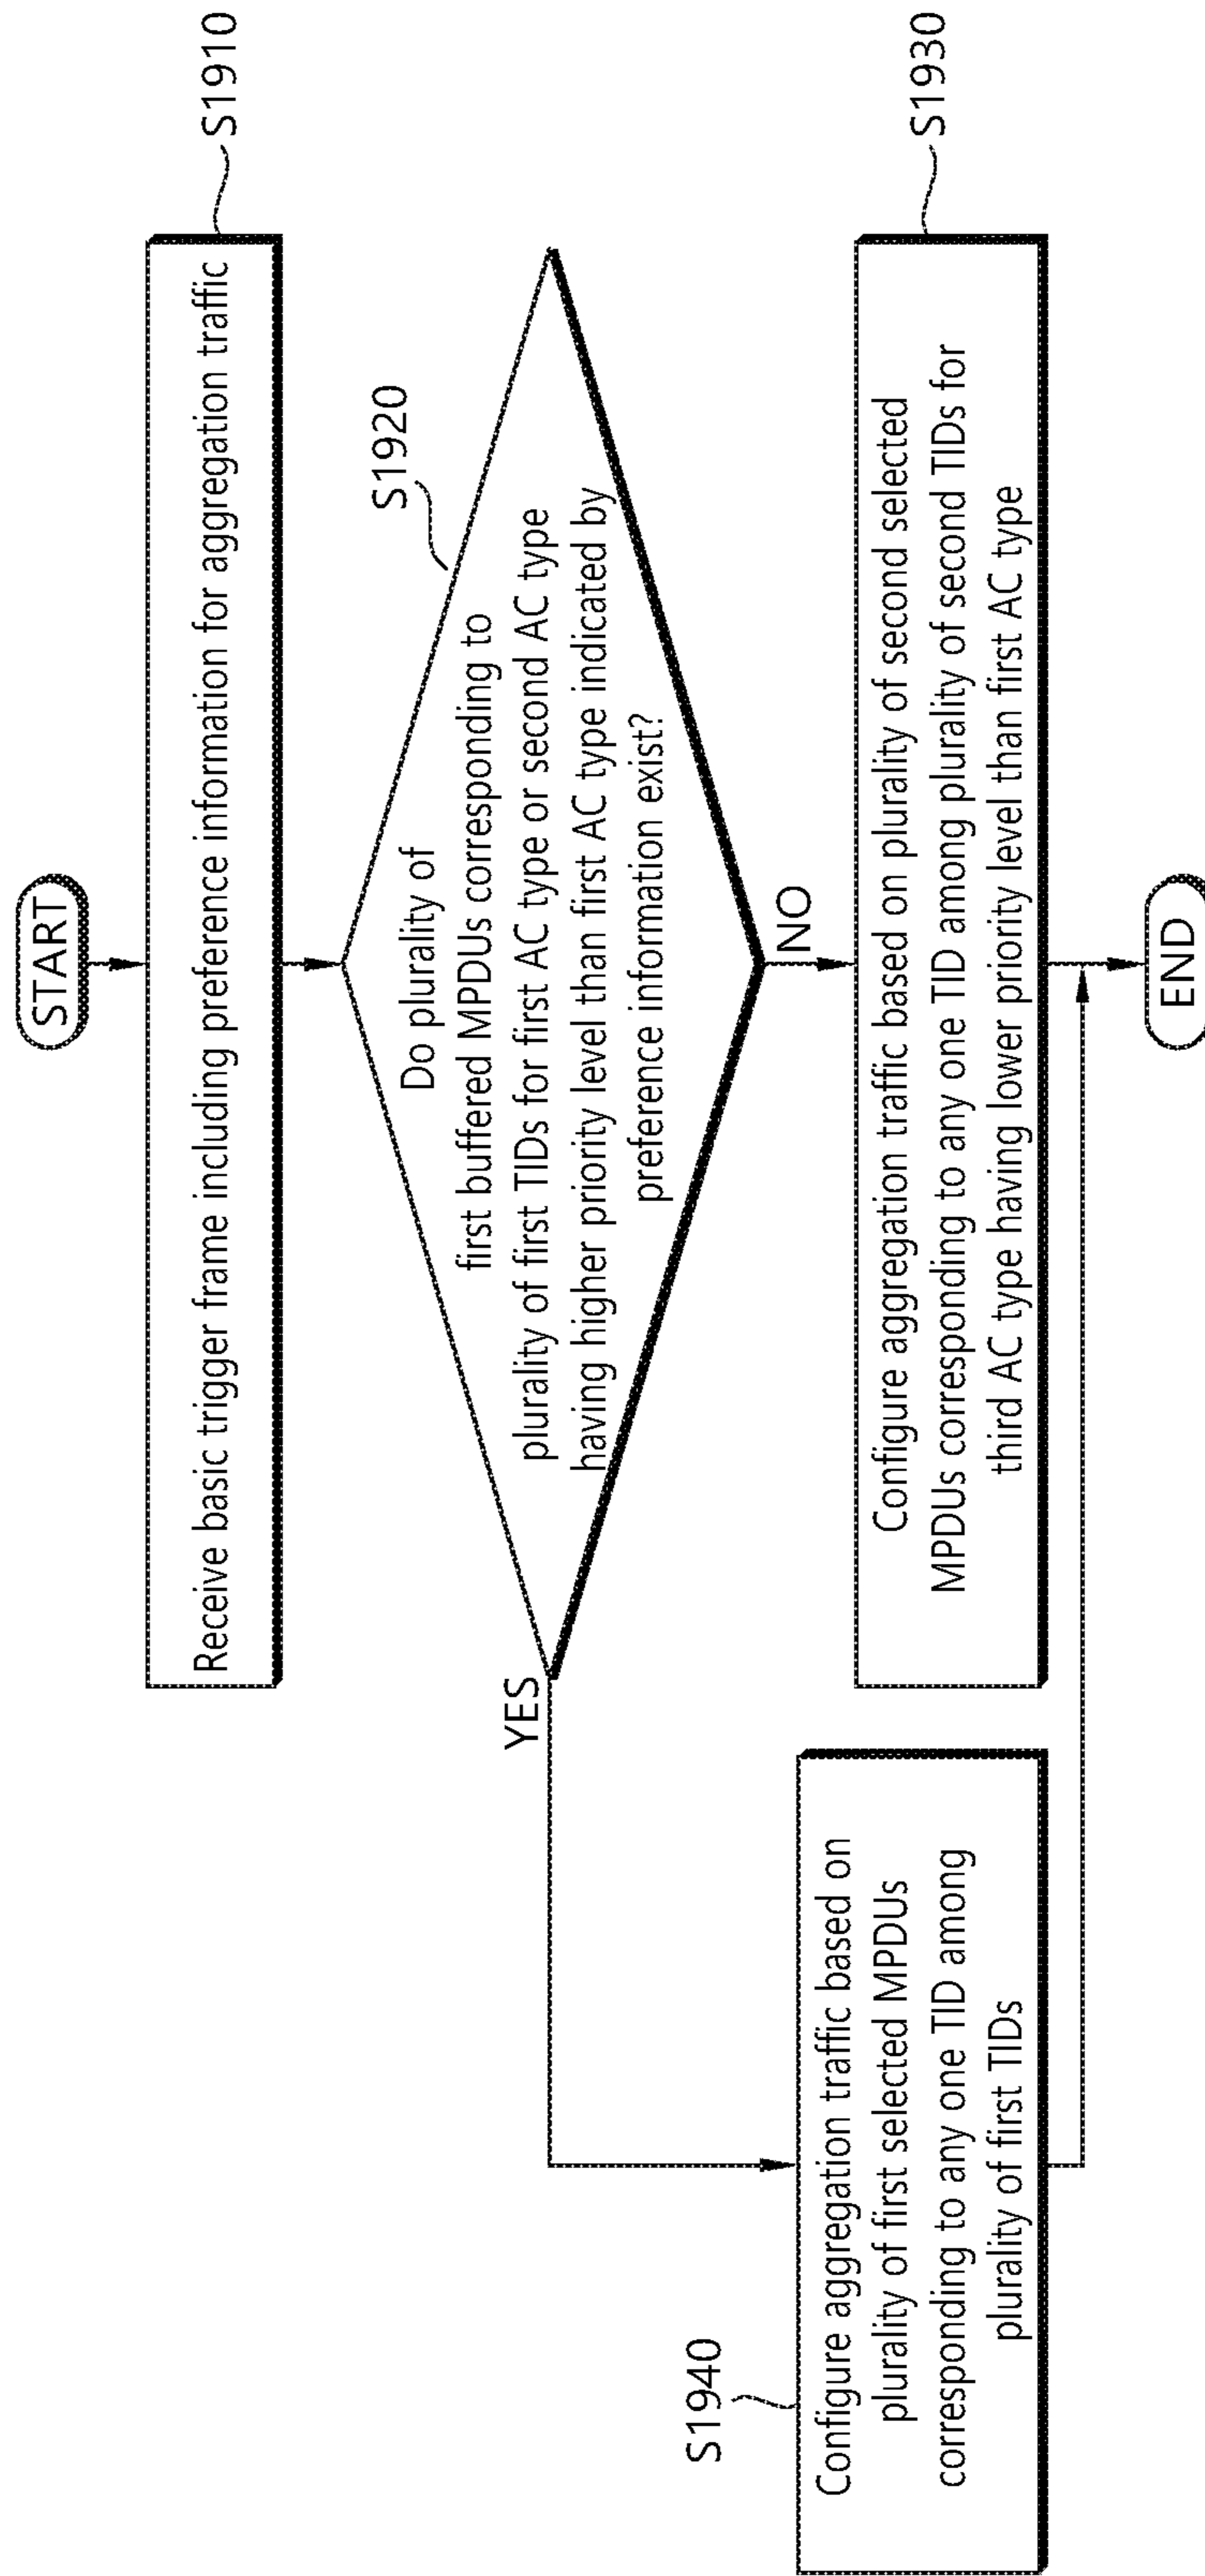 START
Receive basic trigger frame including preference information for aggregation traffic
S1910
S1920
Do plurality of
first buffered MPDUs corresponding to
plurality of first TIDs for first AC type or second AC type
having higher priority level than first AC type indicated by
preference information exist?
YES
NO
S1940
Configure aggregation traffic based on
plurality of first selected MPDUs
corresponding to any one TID among
plurality of first TIDs
Configure aggregation traffic based on plurality of second selected
MPDUs corresponding to any one TID among plurality of second TIDs for
third AC type having lower priority level than first AC type
S1930
END